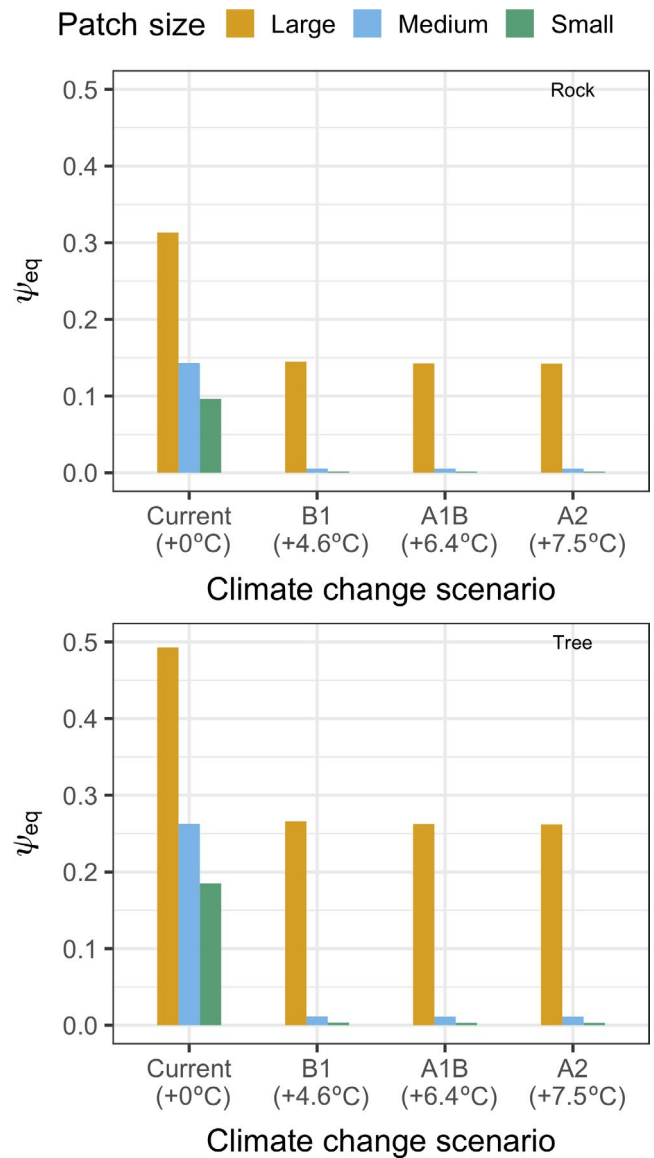 Patch size Large Medium Small
Rock
0.5
0.4
0.3
0.2
0.1
0.0
ψeq
Current B1 A1B A2
(+0ºC) (+4.6ºC) (+6.4ºC) (+7.5ºC)
Climate change scenario
Tree
0.5
0.4
0.3
0.2
0.1
0.0
ψeq
Current B1 A1B A2
(+0ºC) (+4.6ºC) (+6.4ºC) (+7.5ºC)
Climate change scenario